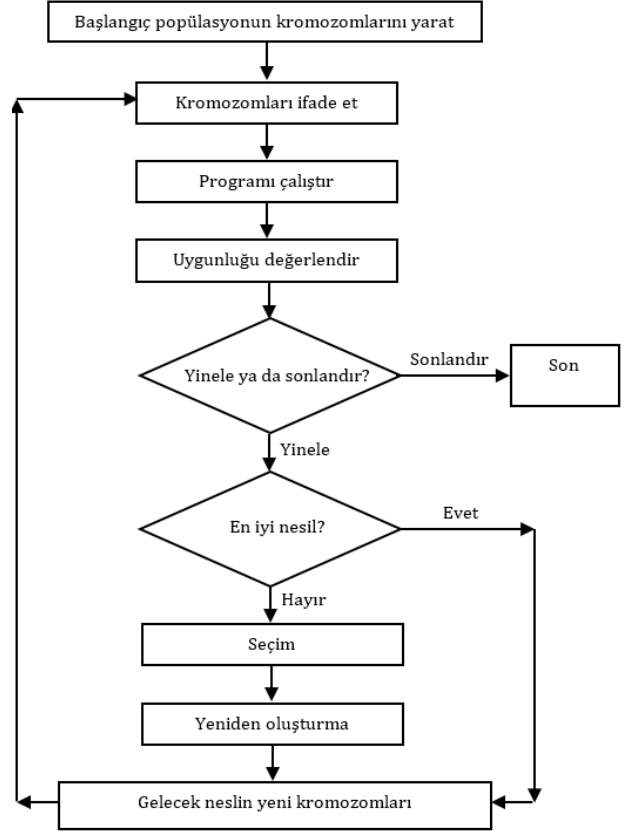 Başlangıç popülasyonun kromozomlarını yarat
Kromozomları ifade et
Programı çalıştır
Uygunluğu değerlendir
Yinele ya da sonlandır?
Sonlandır
Son
Yinele
En iyi nesil?
Evet
Hayır
Seçim
Yeniden oluşturma
Gelecek neslin yeni kromozomları